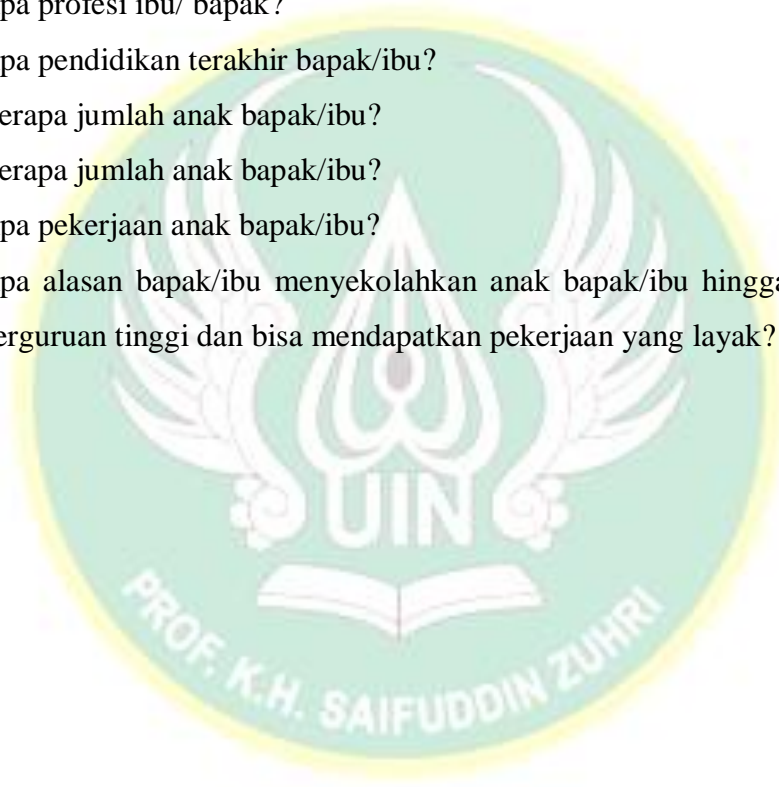 pa profesi ibu/ bapak?
pa pendidikan terakhir bapak/ibu?
erapa jumlah anak bapak/ibu?
erapa jumlah anak bapak/ibu?
pa pekerjaan anak bapak/ibu?
pa alasan bapak/ibu menyekolahkan anak bapak/ibu hingga
erguruan tinggi dan bisa mendapatkan pekerjaan yang layak?
UIN
PROF. K.H. SAIFUDDIN ZUHRI